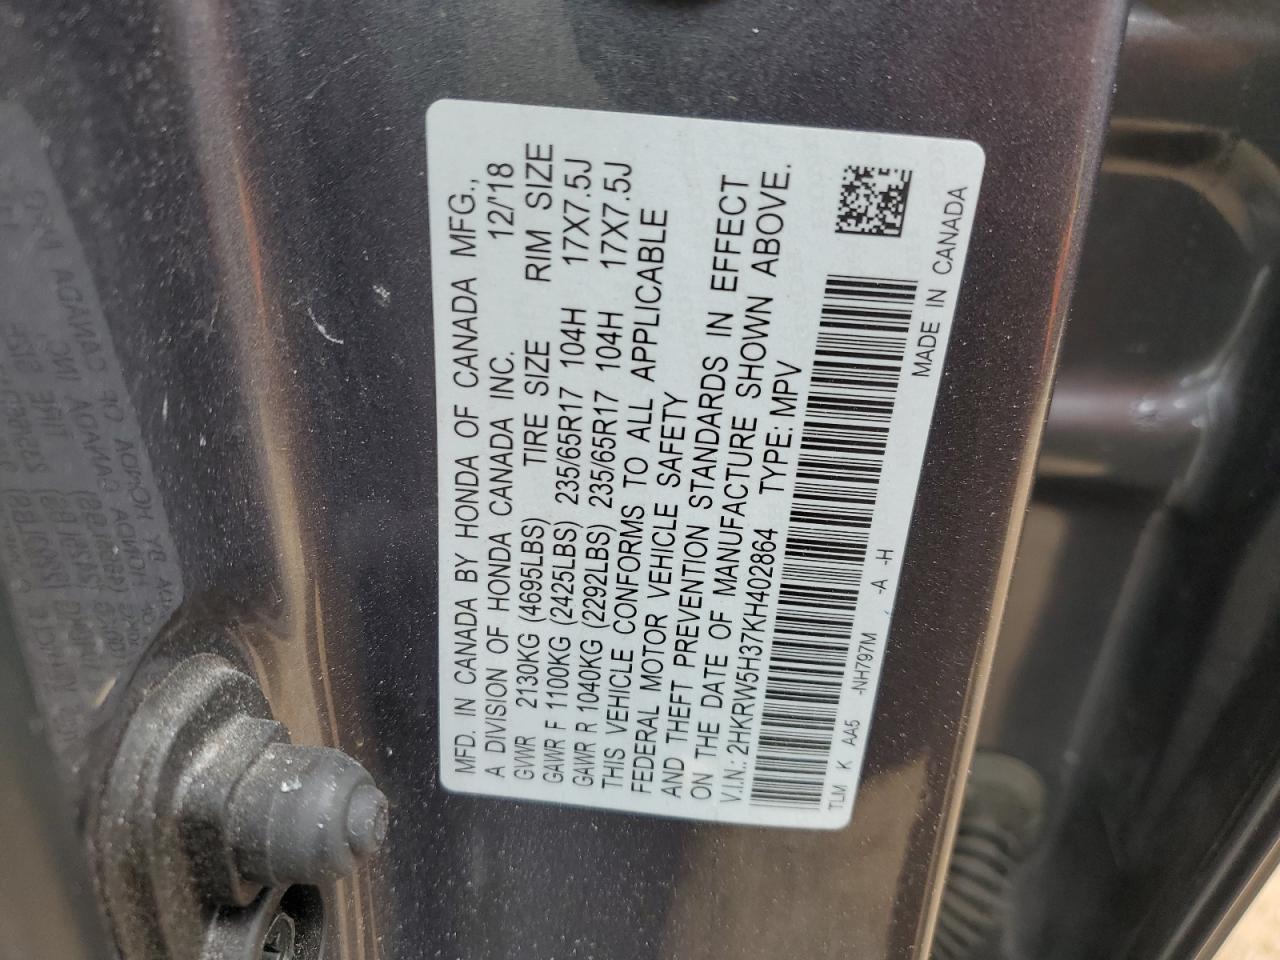 MFD. IN CANADA BY HONDA OF CANADA MFG.,
A DIVISION OF HONDA CANADA INC. 12/'18
GVWR 2130KG (4695LBS) TIRE SIZE RIM SIZE
GAWR F 1100KG (2425LBS) 235/65R17 104H 17X7.5J
GAWR R 1040KG (2292LBS) 235/65R17 104H 17X7.5J
THIS VEHICLE CONFORMS TO ALL APPLICABLE
FEDERAL MOTOR VEHICLE SAFETY
AND THEFT PREVENTION STANDARDS IN EFFECT
ON THE DATE OF MANUFACTURE SHOWN ABOVE.
V.I.N.: 2HKRW5H37KH402864 TYPE: MPV
TLM K AA5 -NH797M -A -H
MADE IN CANADA